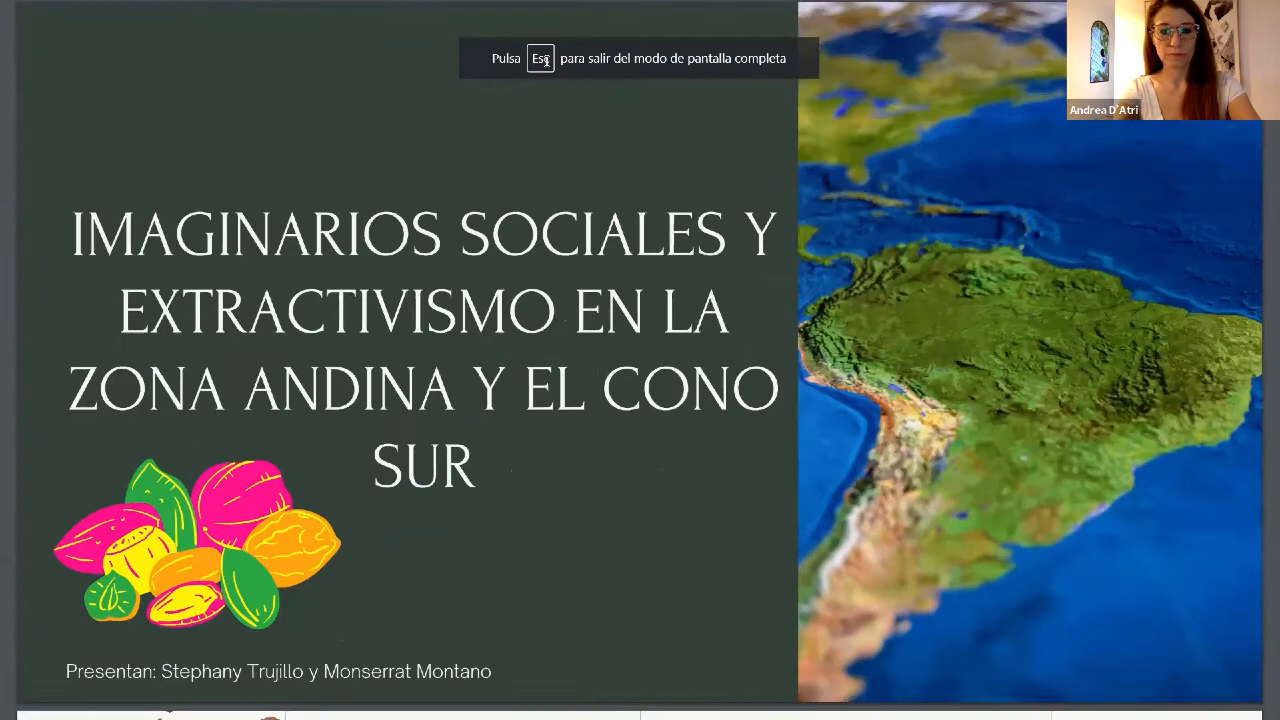 Pulsa Esc para salir del modo de pantalla completa
Andrea D'Atri
IMAGINARIOS SOCIALES Y
EXTRACTIVISMO EN LA
ZONA ANDINA Y EL CONO
SUR
Presentan: Stephany Trujillo y Monserrat Montano